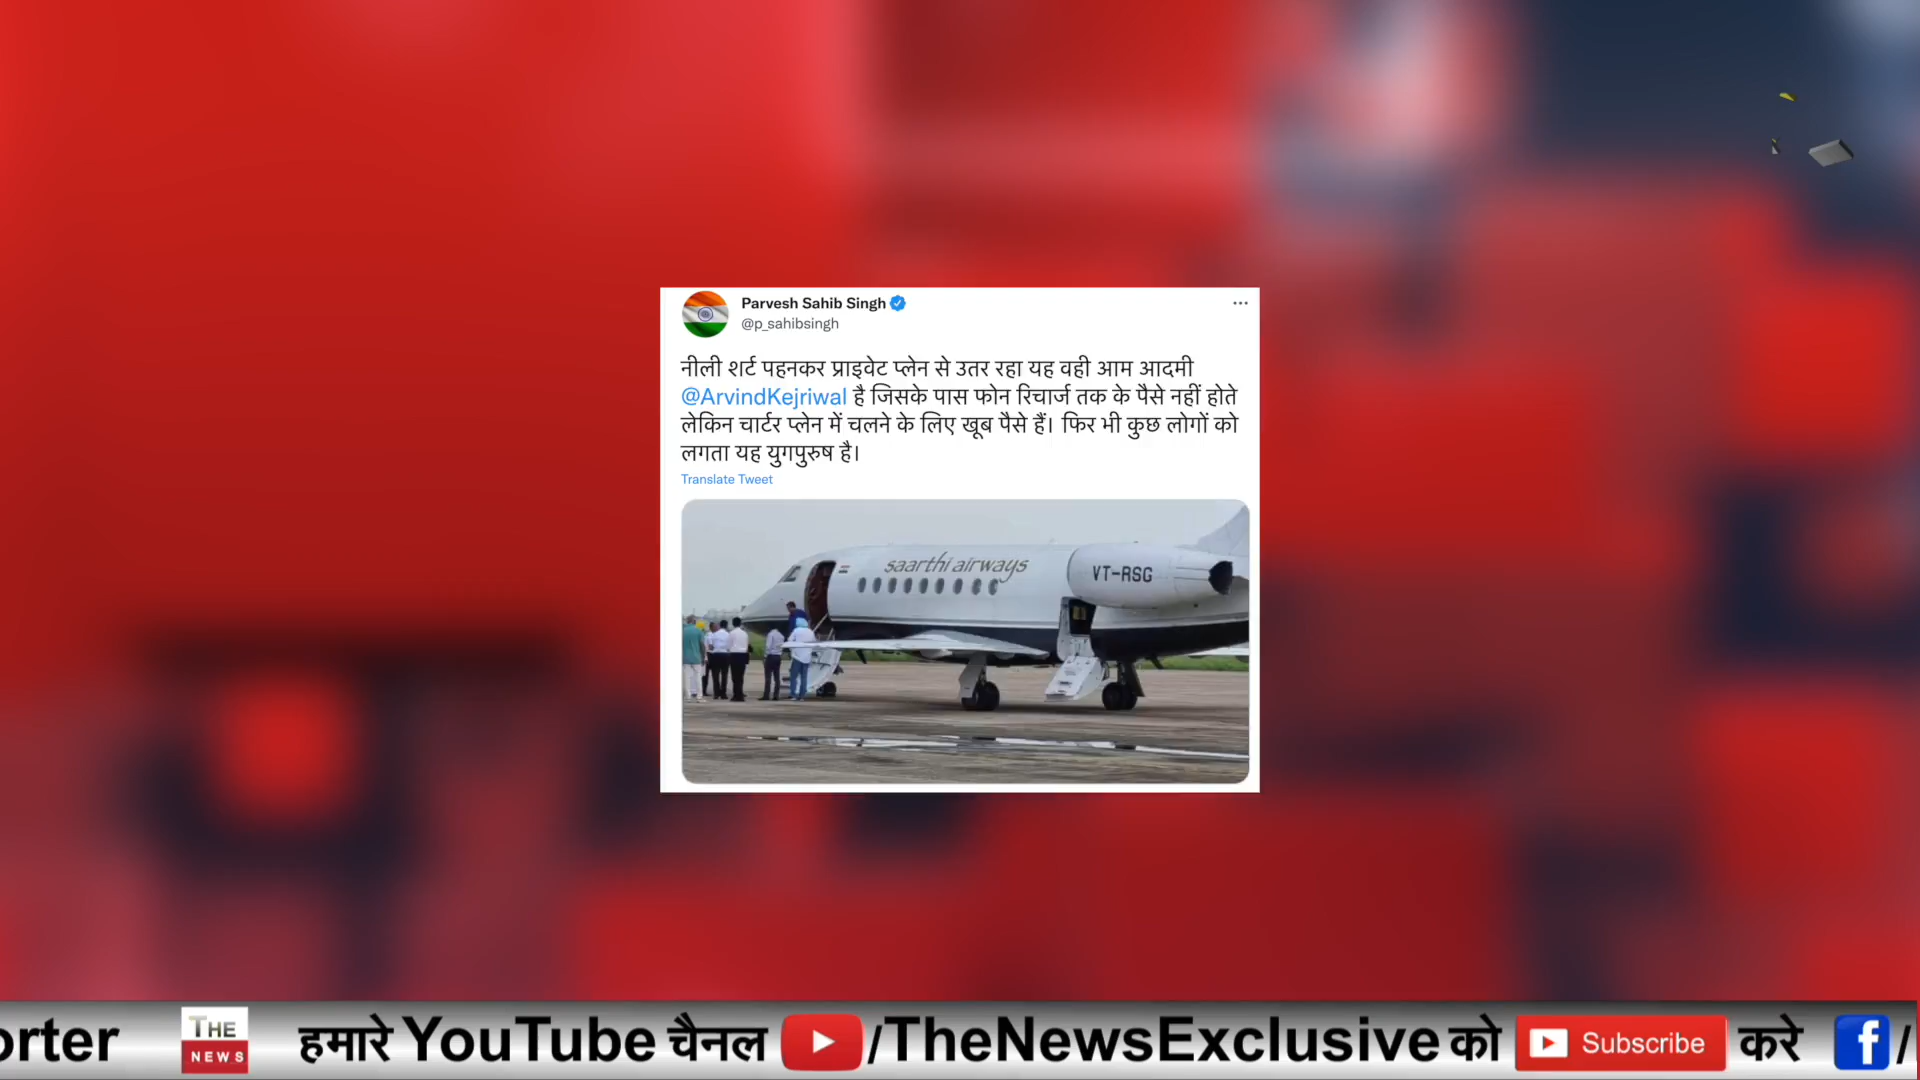 Parvesh Sahib Singh
@p_sahibsingh
नीली शर्ट पहनकर प्राइवेट प्लेन से उतर रहा यह वही आम आदमी
@ArvindKejriwal है जिसके पास फोन रिचार्ज तक के पैसे नहीं होते
लेकिन चार्टर प्लेन में चलने के लिए खूब पैसे हैं। फिर भी कुछ लोगों को
लगता यह युगपुरुष है।
Translate Tweet
saarthi airways
VT-RSG
orter THE NEWS हमारे YouTube चैनल /TheNewsExclusive को Subscribe करे f /